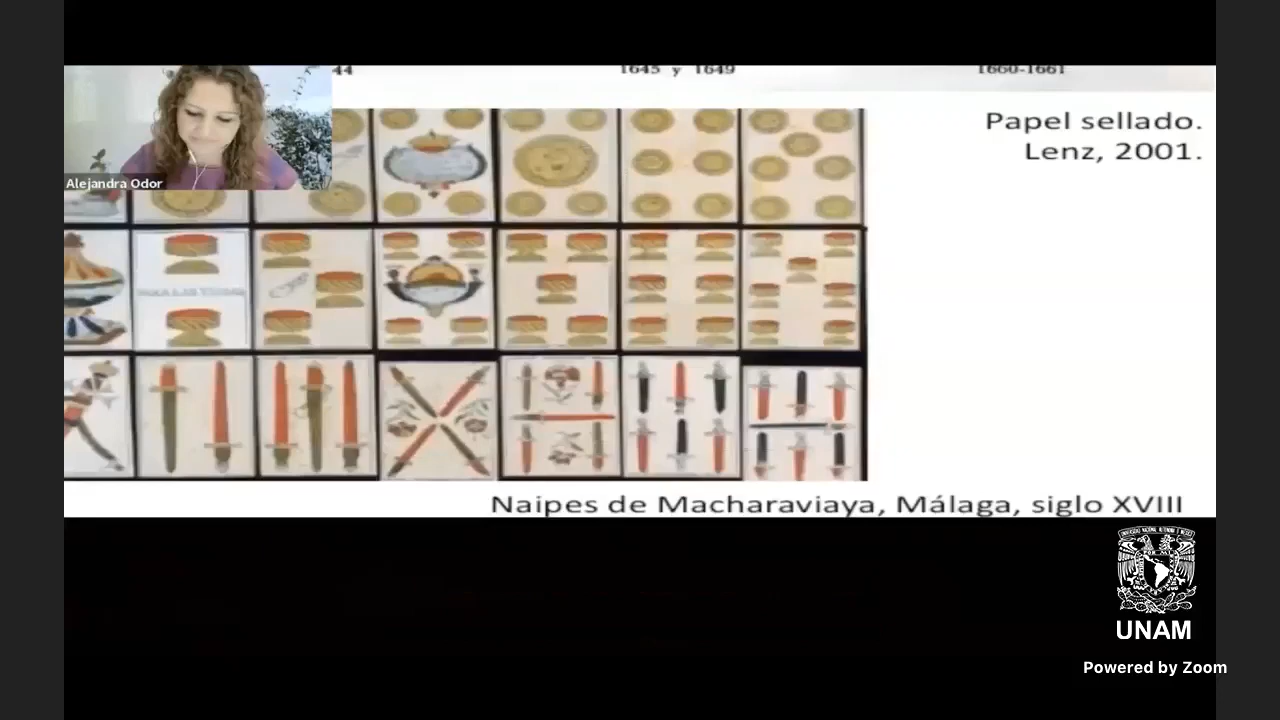 44
1645 y 1649
1660-1661
Papel sellado.
Lenz, 2001.
Alejandra Odor
Naipes de Macharaviaya, Málaga, siglo XVIII
UNAM
Powered by Zoom